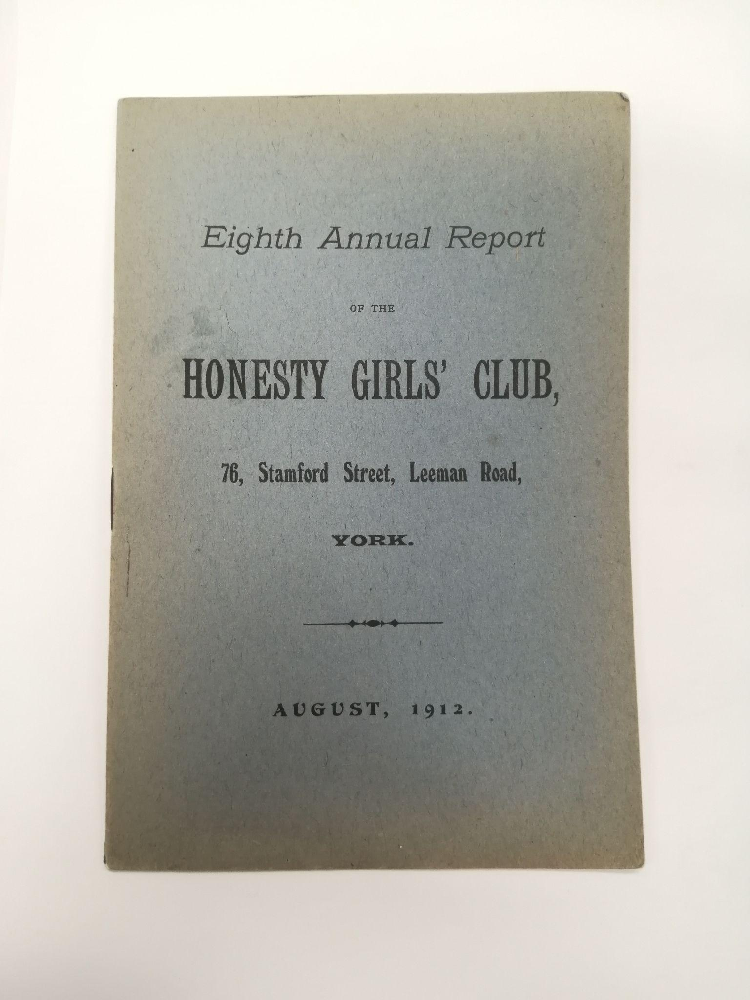 Eighth Annual Report
OF THE
HONESTY GIRLS' CLUB,
76, Stamford Street, Leeman Road,
YORK.
AUGUST, 1912.